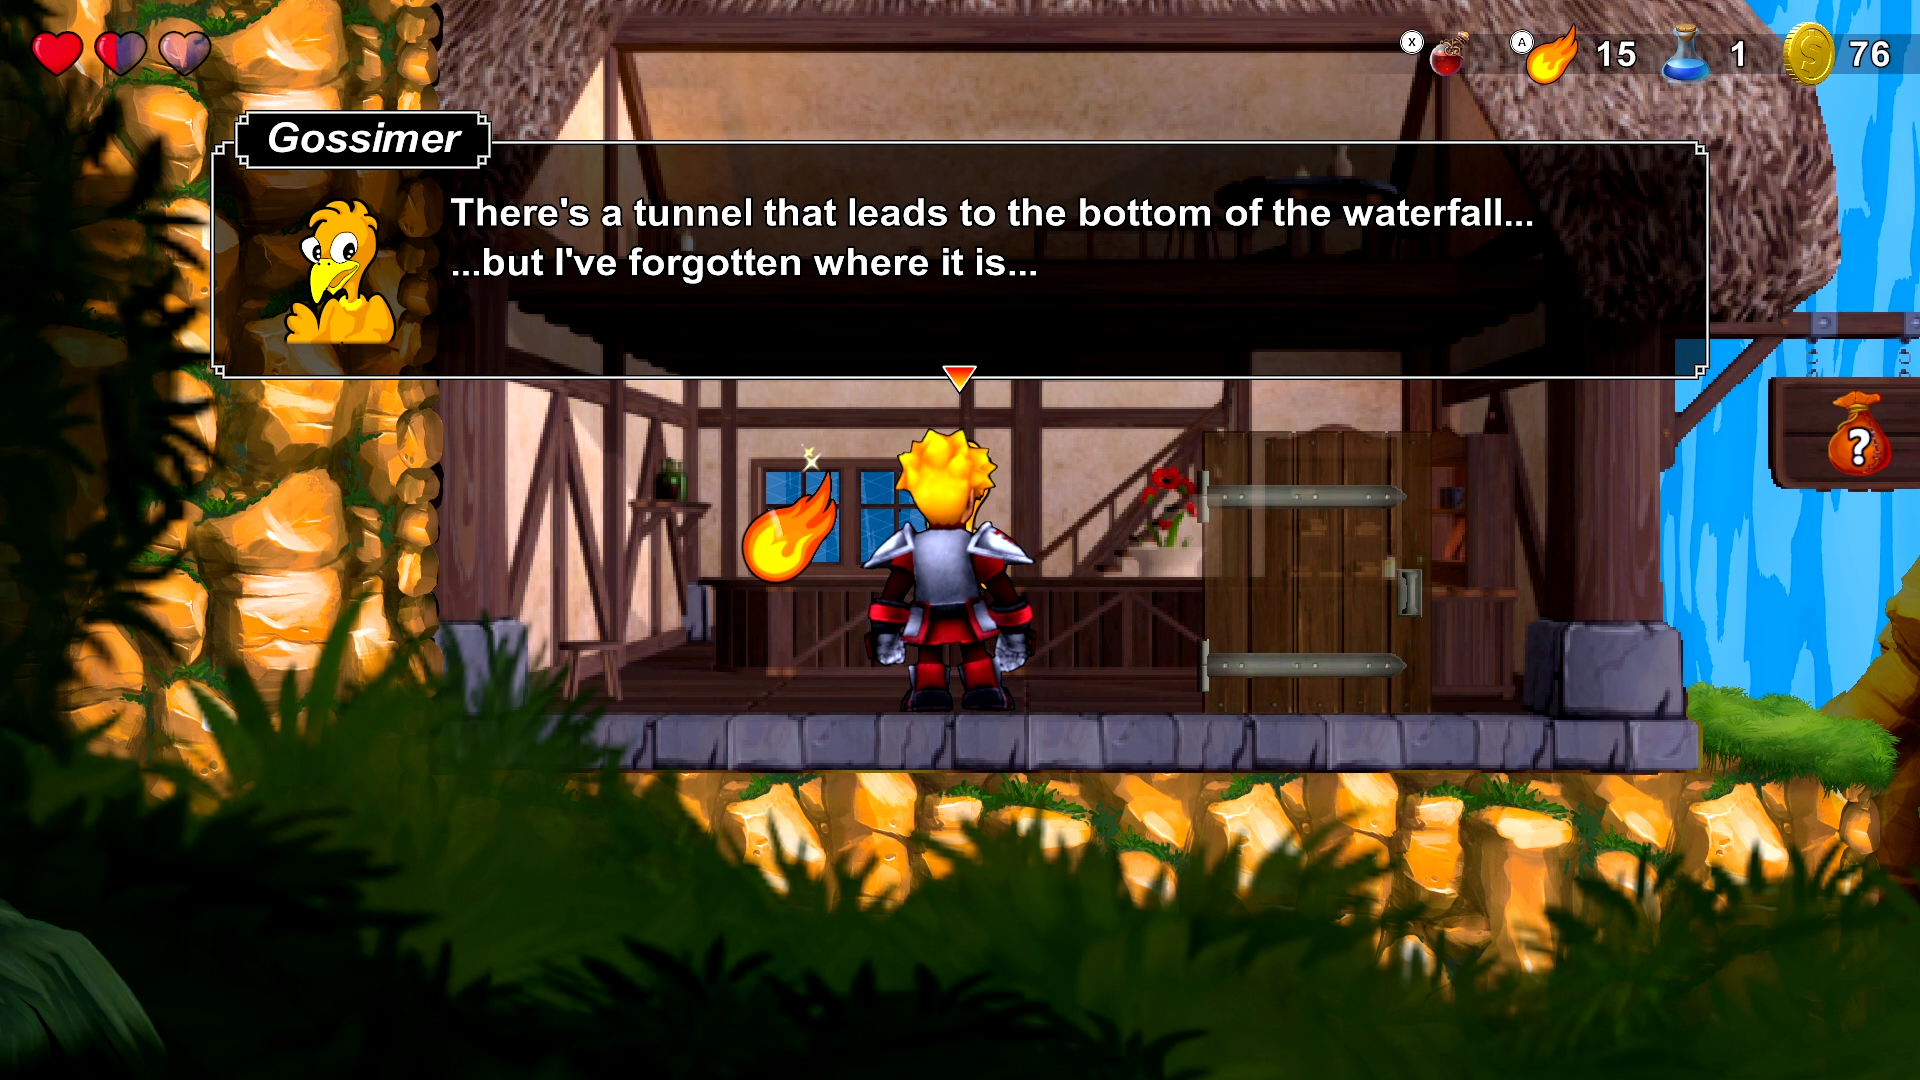 X
A
15
1
76
Gossimer
There's a tunnel that leads to the bottom of the waterfall...
...but I've forgotten where it is...
?